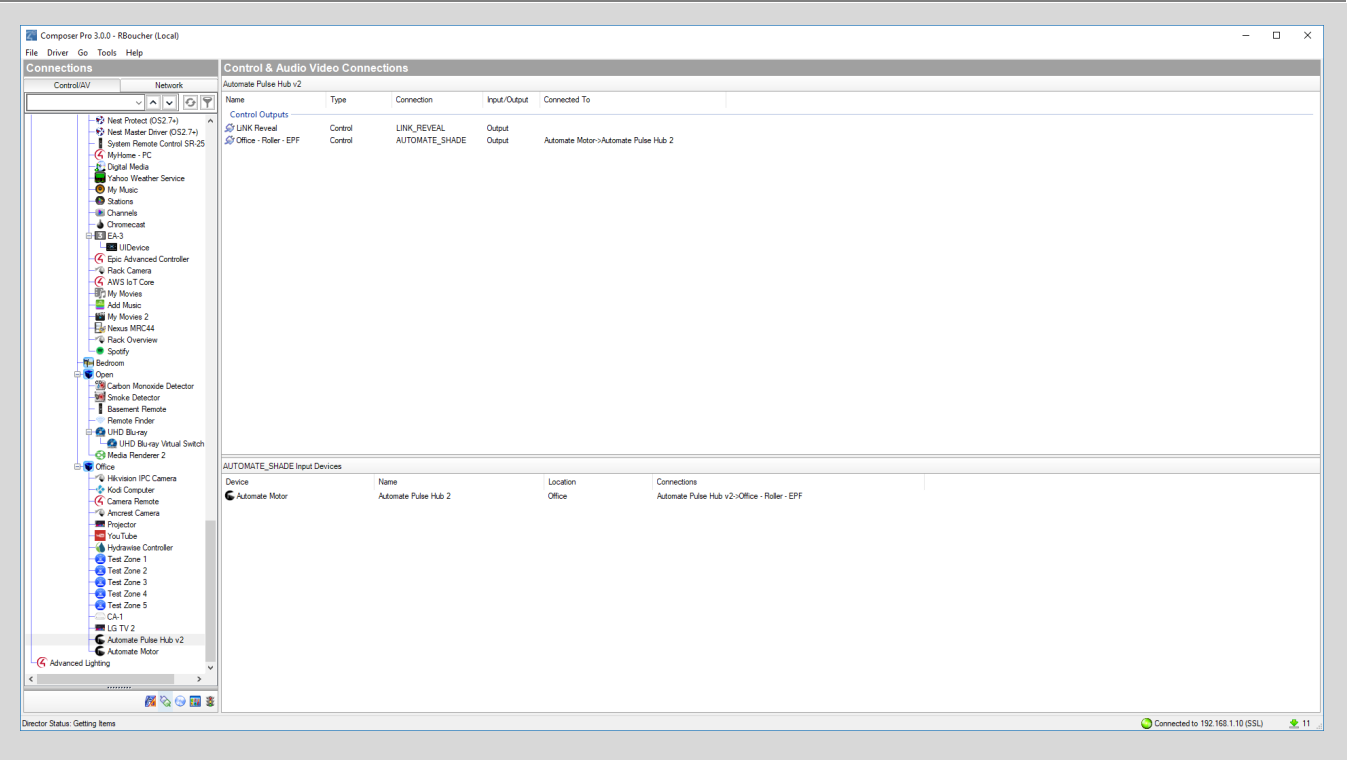 Composer Pro 3.0.0 - RBoucher (Local)
File Driver Go Tools Help
Connections
Control/AV Network
Nest Protect (OS2.7+)
Nest Master Driver (OS2.7+)
System Remote Control SR-25
MyHome - PC
Digital Media
Yahoo Weather Service
My Music
Stations
Channels
Chromecast
EA-3
UIDevice
Epic Advanced Controller
Rack Camera
AWS IoT Core
My Movies
Add Music
My Movies 2
Nexus MRC44
Rack Overview
Spotify
Bedroom
Open
Carbon Monoxide Detector
Smoke Detector
Basement Remote
Remote Finder
UHD Blu-ray
UHD Blu-ray Virtual Switch
Media Renderer 2
Office
Hikvision IPC Camera
Kodi Computer
Camera Remote
Amcrest Camera
Projector
YouTube
Hydrawise Controller
Test Zone 1
Test Zone 2
Test Zone 3
Test Zone 4
Test Zone 5
CA-1
LG TV 2
Automate Pulse Hub v2
Automate Motor
Advanced Lighting
Control & Audio Video Connections
Automate Pulse Hub v2
Name Type Connection Input/Output Connected To
Control Outputs
LINK Reveal Control LINK_REVEAL Output
Office - Roller - EPF Control AUTOMATE_SHADE Output Automate Motor->Automate Pulse Hub 2
AUTOMATE_SHADE Input Devices
Device Name Location Connections
Automate Motor Automate Pulse Hub 2 Office Automate Pulse Hub v2->Office - Roller - EPF
Director Status: Getting Items
Connected to 192.168.1.10 (SSL) 11